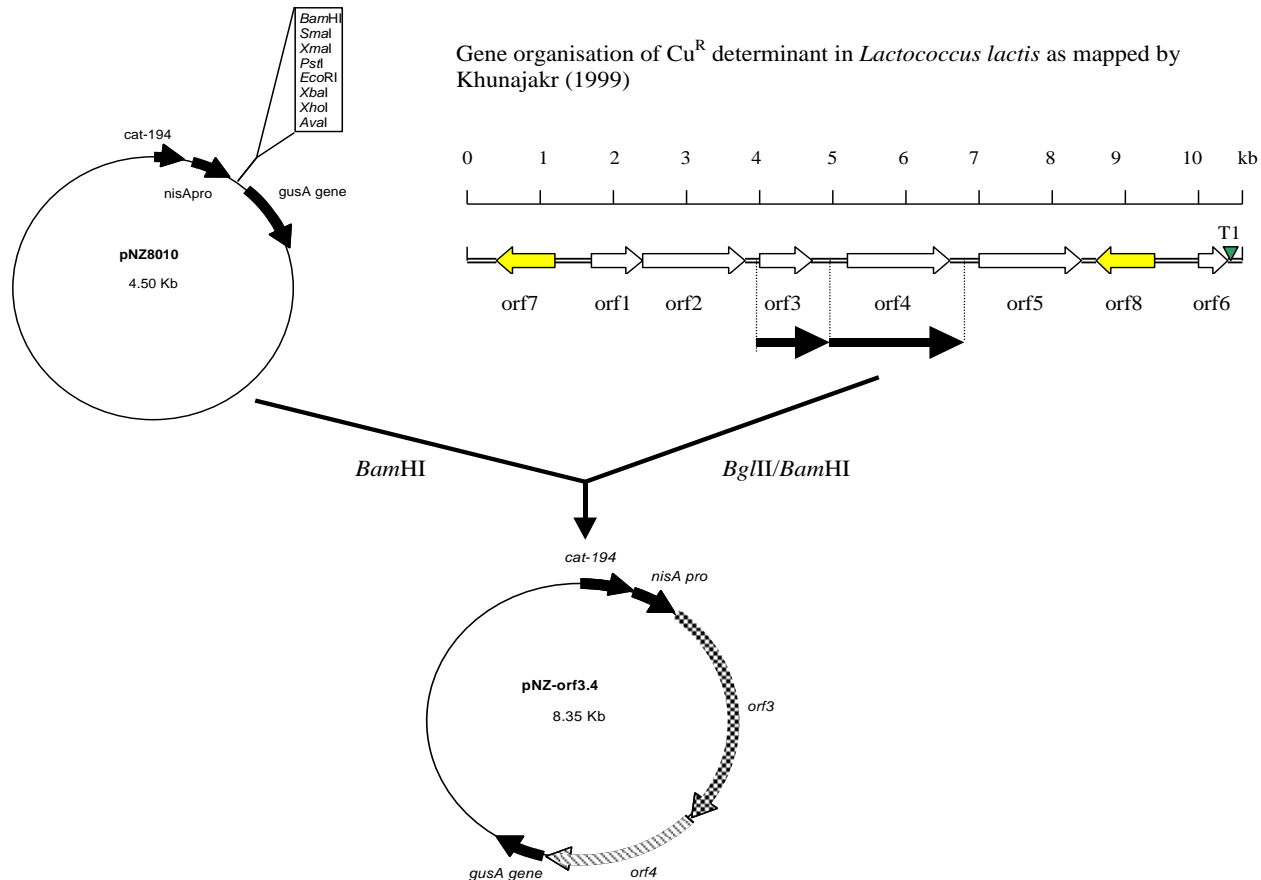 BamHI
SmaI
XmaI
PstI
EcoRI
XbaI
XhoI
AvaI
cat-194
nisApro
gusA gene
pNZ8010
4.50 Kb
Gene organisation of Cu^R determinant in Lactococcus lactis as mapped by
Khunajakr (1999)
0 1 2 3 4 5 6 7 8 9 10 kb
T1
orf7 orf1 orf2 orf3 orf4 orf5 orf8 orf6
BamHI
BglII/BamHI
cat-194
nisA pro
pNZ-orf3.4
8.35 Kb
orf3
gusA gene
orf4